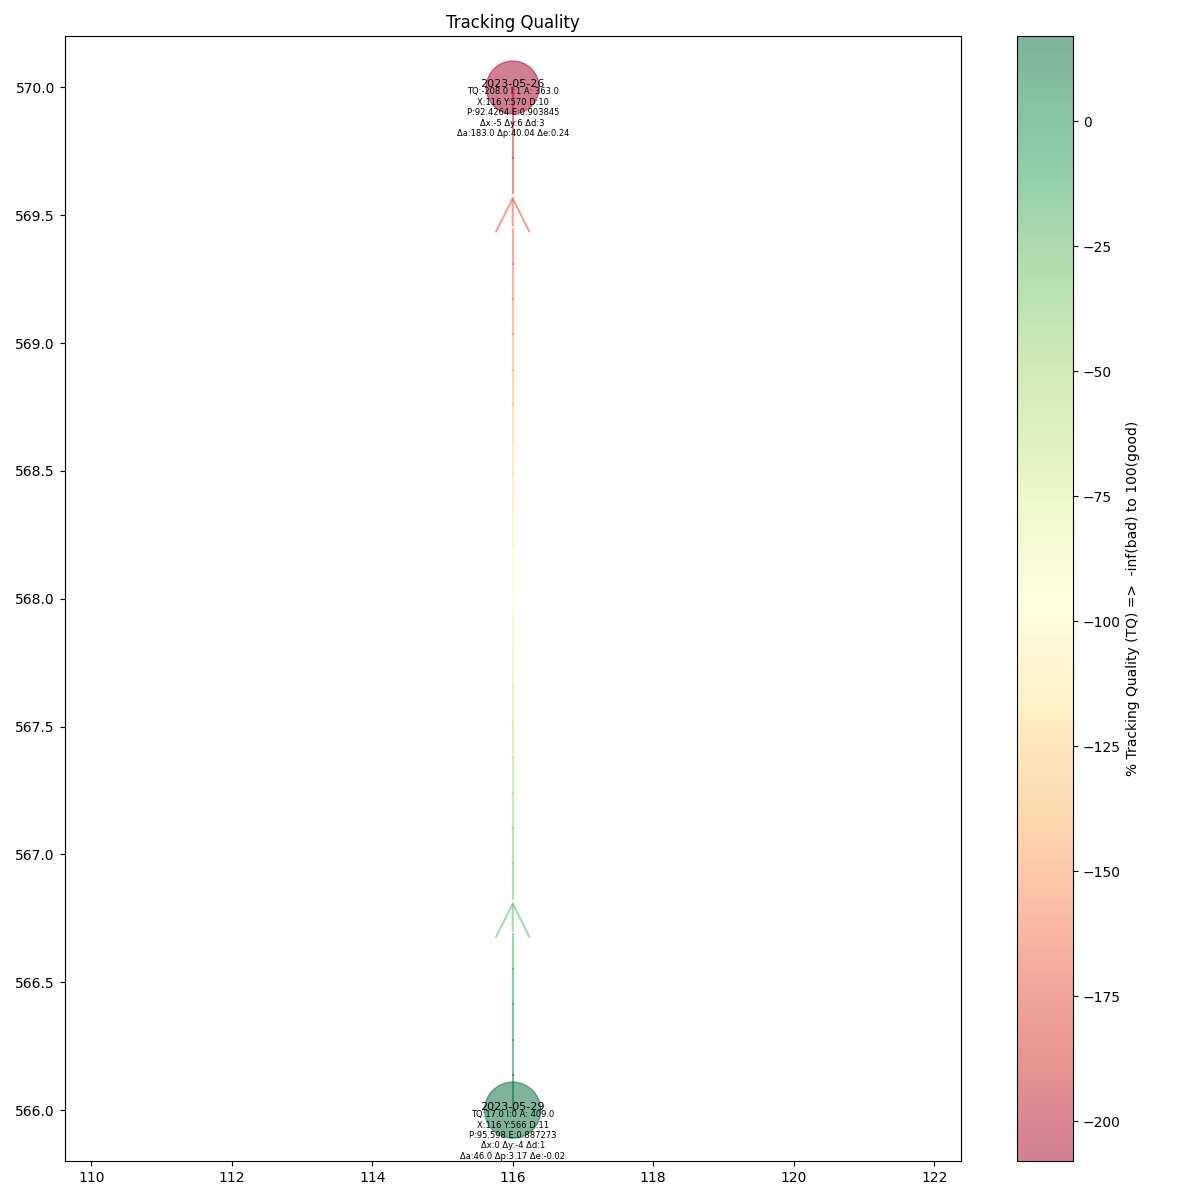 Tracking Quality
570.0
569.5
569.0
568.5
568.0
567.5
567.0
566.5
566.0
2023-05-26
TQ:-208.0 I:1 A: 363.0
X:116 Y:570 D:10
P:92.4264 E:0.903845
Δx:-5 Δy:6 Δd:3
Δa:183.0 Δp:40.04 Δe:0.24
2023-05-29
TQ:17.0 I:0 A: 409.0
X:116 Y:566 D:11
P:95.598 E:0.887273
Δx:0 Δy:-4 Δd:1
Δa:46.0 Δp:3.17 Δe:-0.02
110
112
114
116
118
120
122
0
−25
−50
−75
−100
−125
−150
−175
−200
% Tracking Quality (TQ) => -inf(bad) to 100(good)